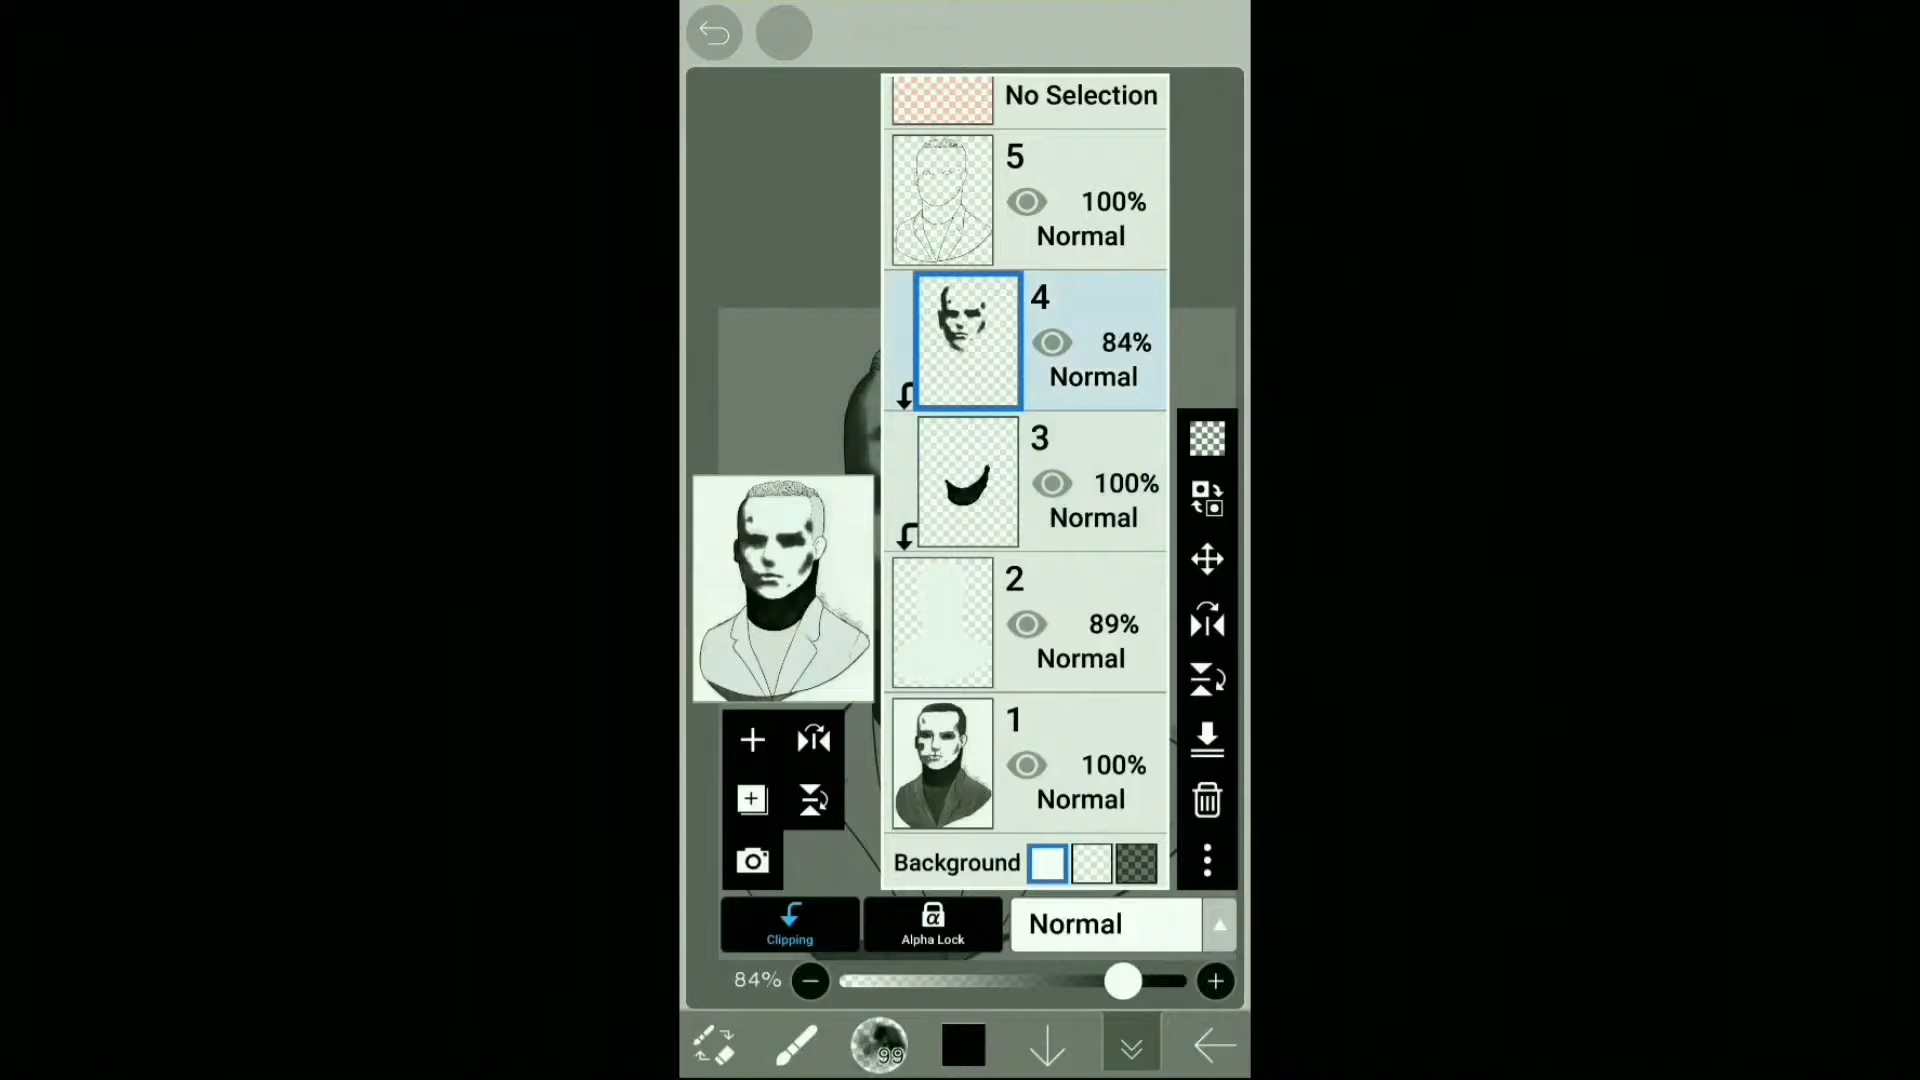 No Selection
5
100%
Normal
4
84%
Normal
3
100%
Normal
2
89%
Normal
1
100%
Normal
Background
Clipping
α
Alpha Lock
Normal
84%
99